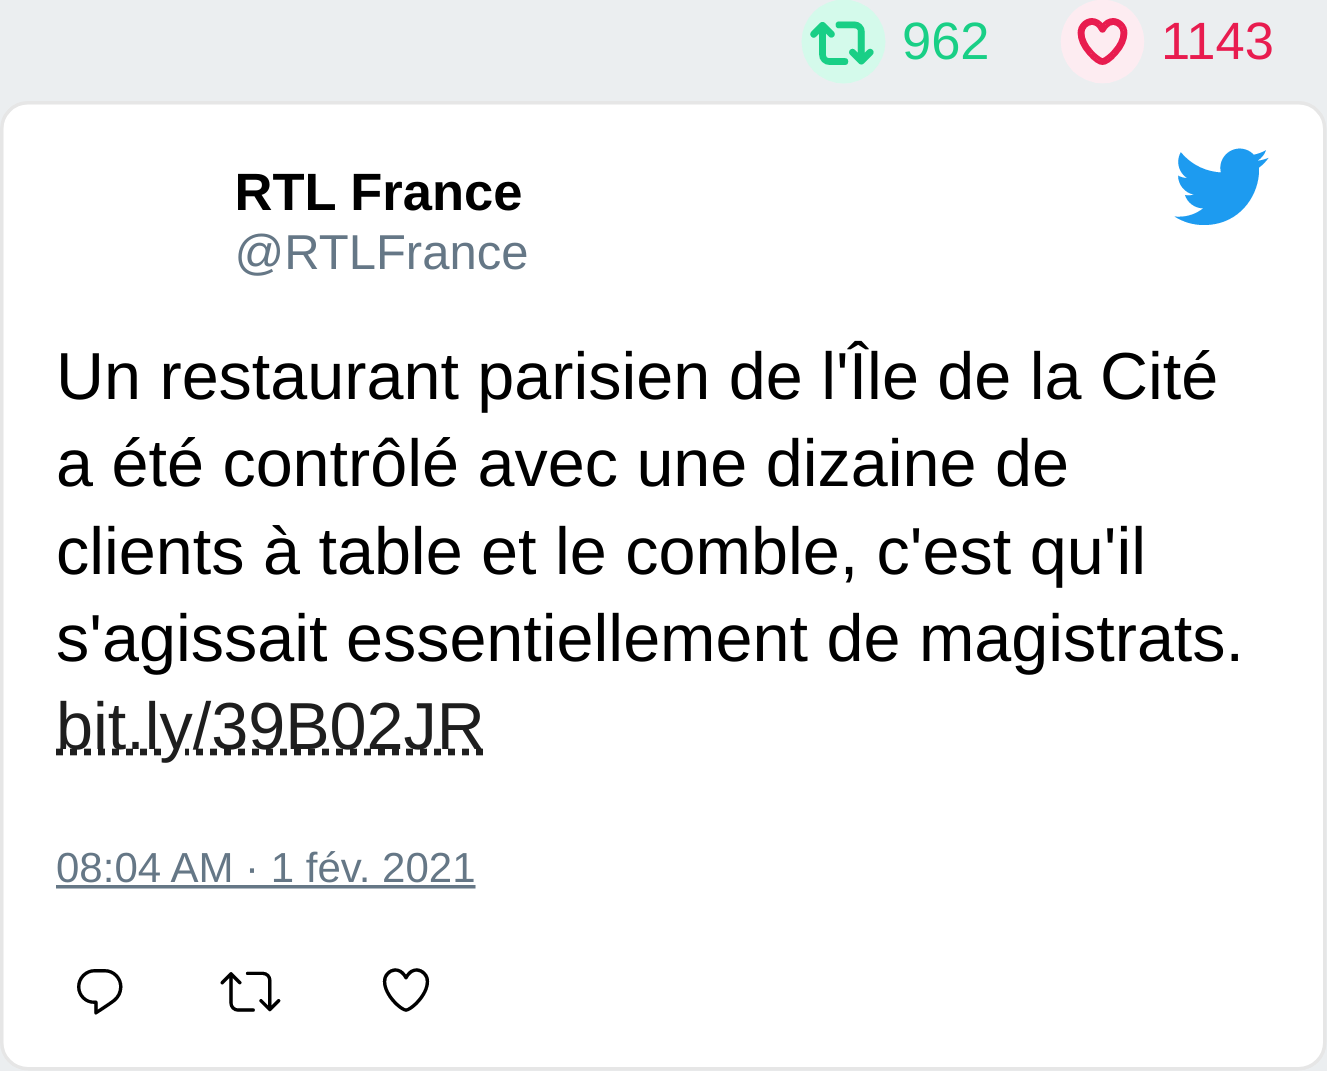 962 1143
RTL France
@RTLFrance
Un restaurant parisien de l'Île de la Cité
a été contrôlé avec une dizaine de
clients à table et le comble, c'est qu'il
s'agissait essentiellement de magistrats.
bit.ly/39B02JR
08:04 AM · 1 fév. 2021